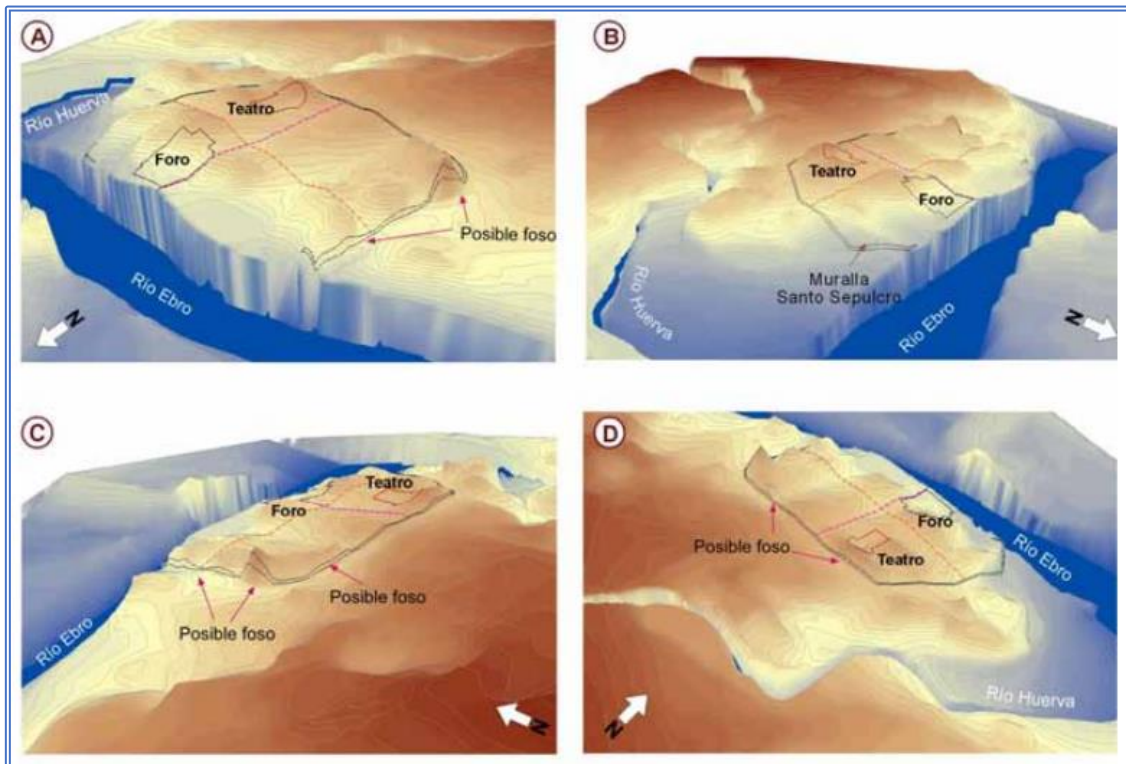 A
Teatro
Río Huerva
Foro
Posible foso
Río Ebro
N
B
Teatro
Foro
Muralla
Santo Sepulcro
Río Huerva
Río Ebro
N
C
Teatro
Foro
Posible foso
Posible foso
Río Ebro
N
D
Foro
Posible foso
Teatro
Río Ebro
Río Huerva
N